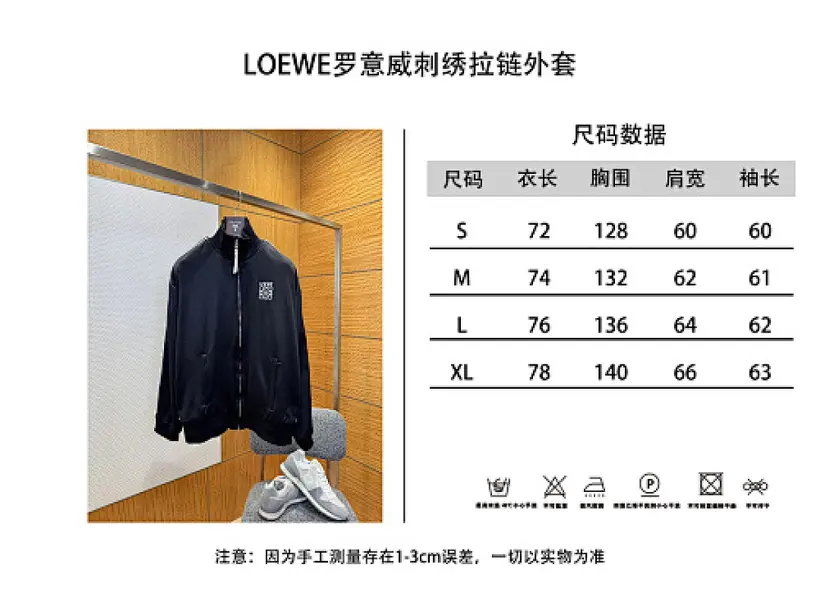 LOEWE罗意威刺绣拉链外套
尺码数据
尺码 衣长 胸围 肩宽 袖长
S 72 128 60 60
M 74 132 62 61
L 76 136 64 62
XL 78 140 66 63
P
注意：因为手工测量存在1-3cm误差，一切以实物为准